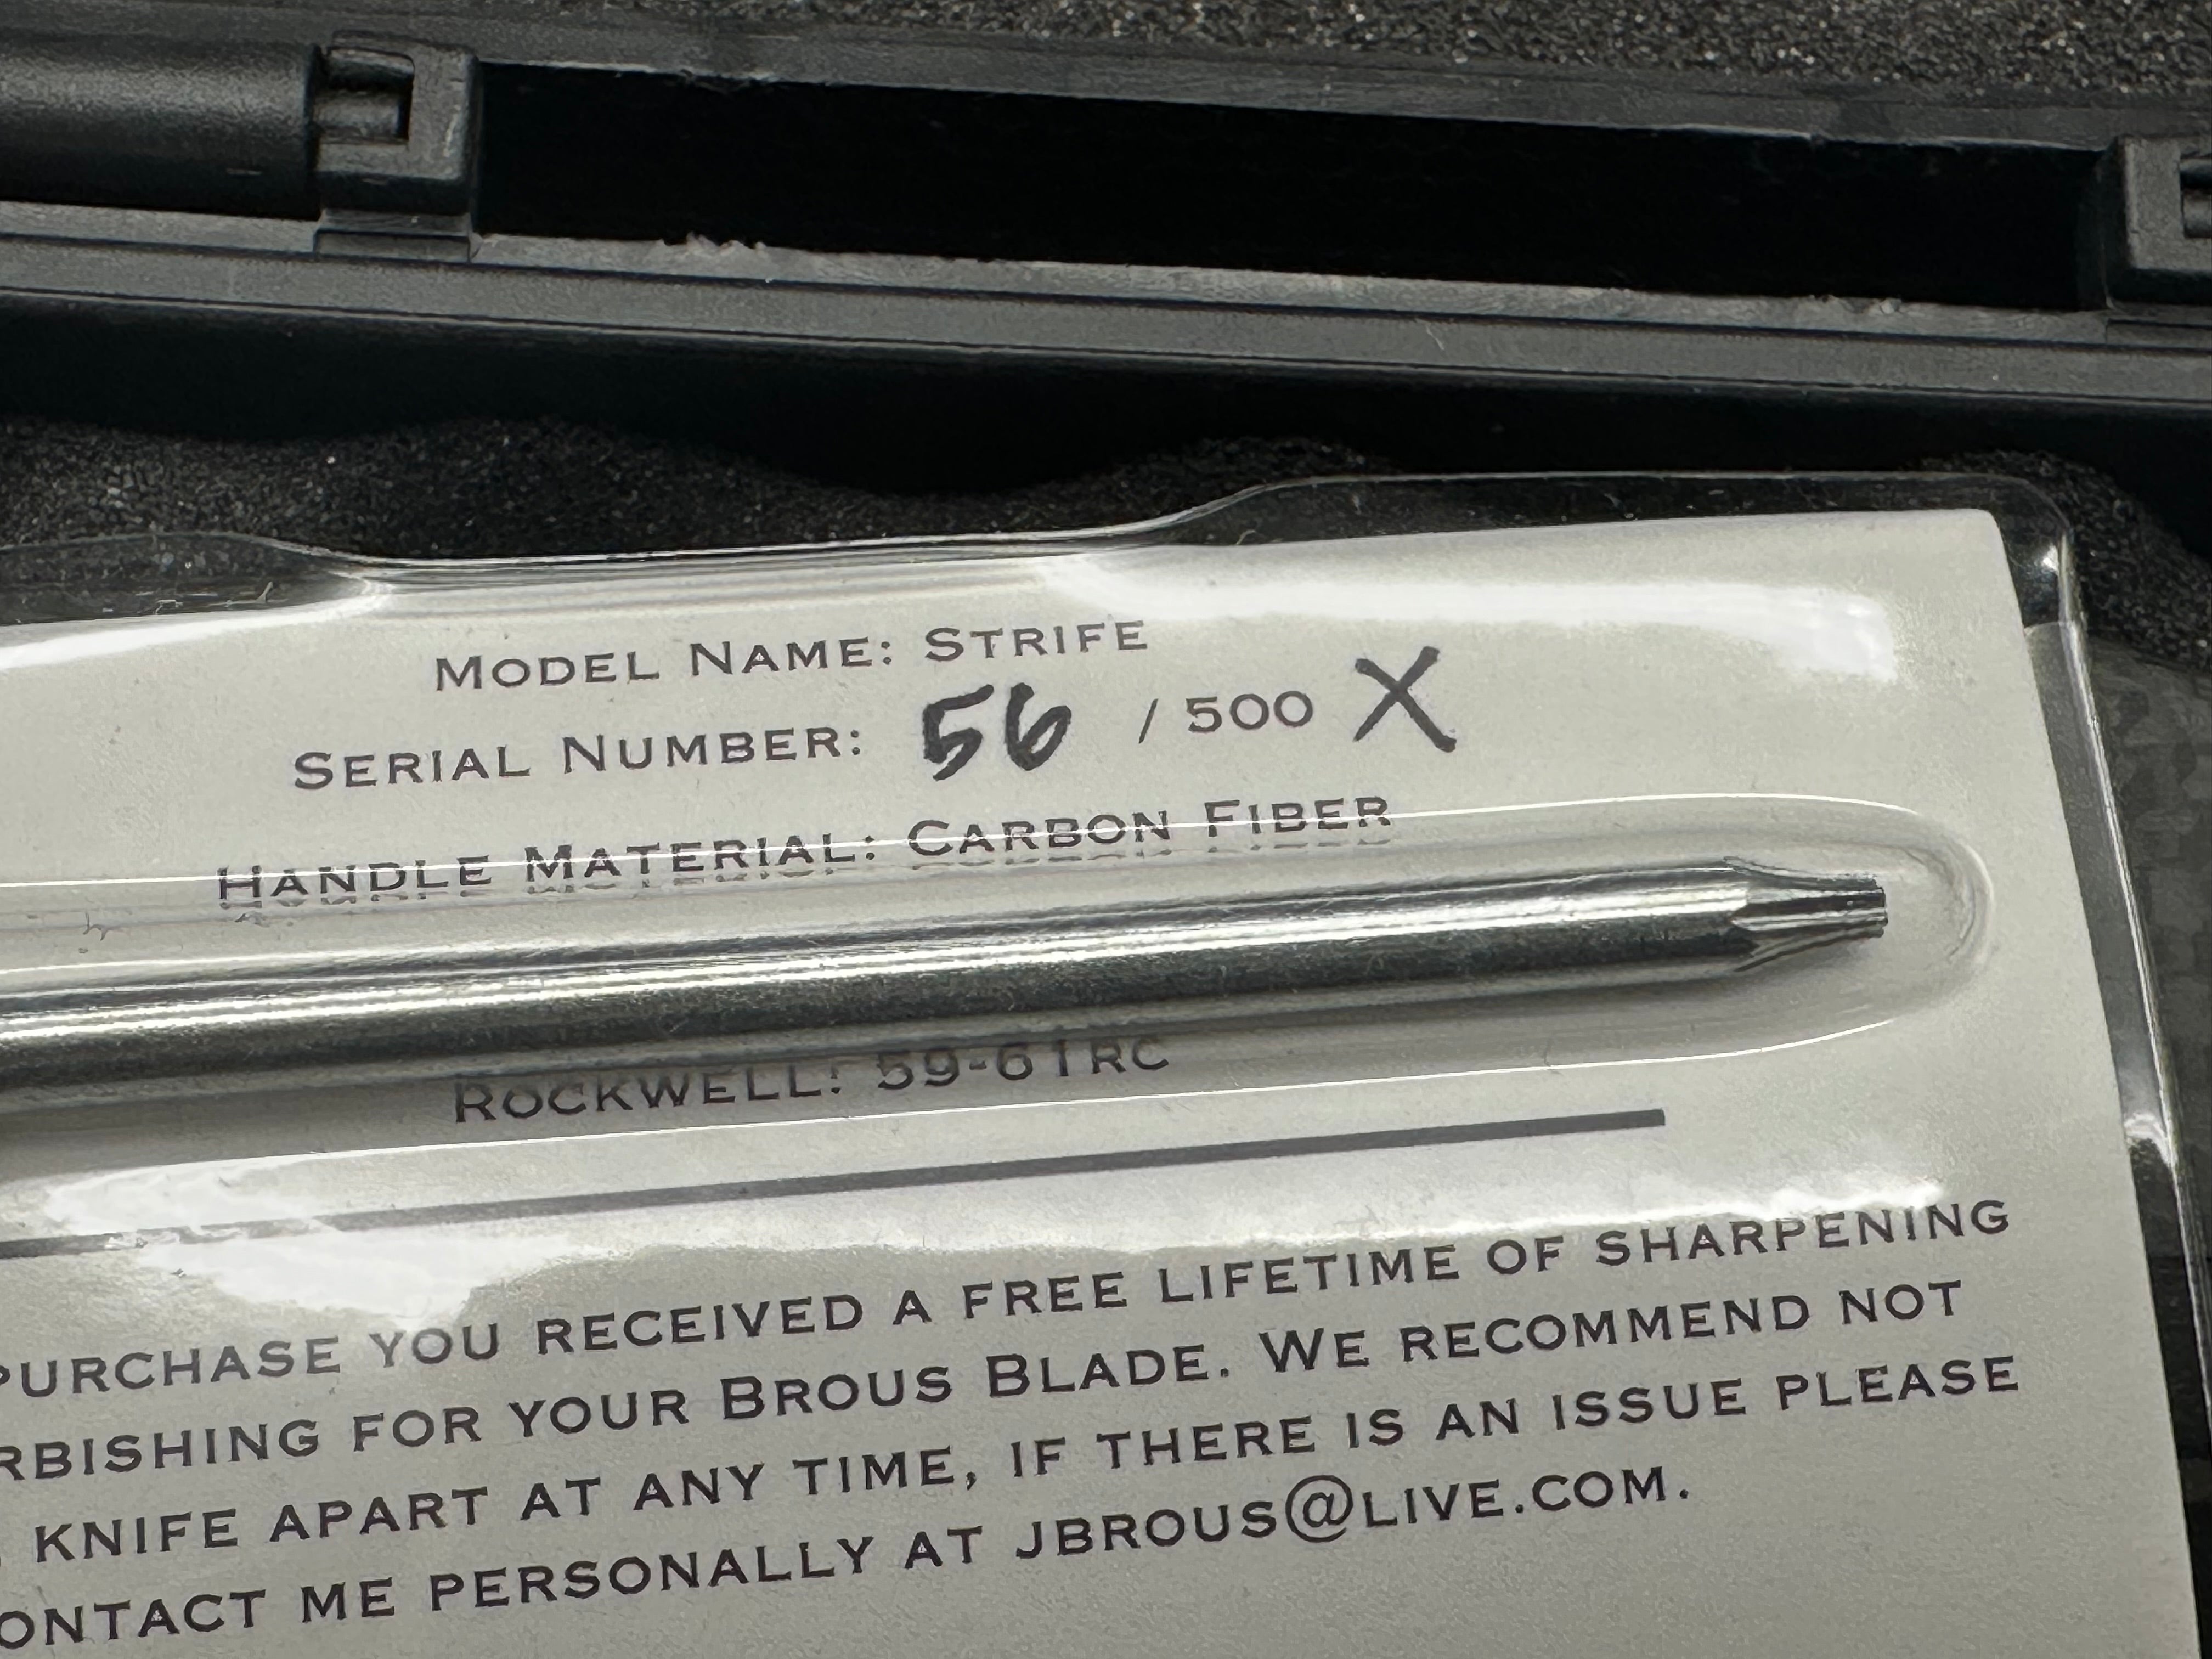 Model Name: Strife
Serial Number: 56 / 500 X
Handle Material: Carbon Fiber
Rockwell: 59-61RC
purchase you received a free lifetime of sharpening
for your Brous Blade. We recommend not
knife apart at any time, if there is an issue please
me personally at jbrous@live.com.